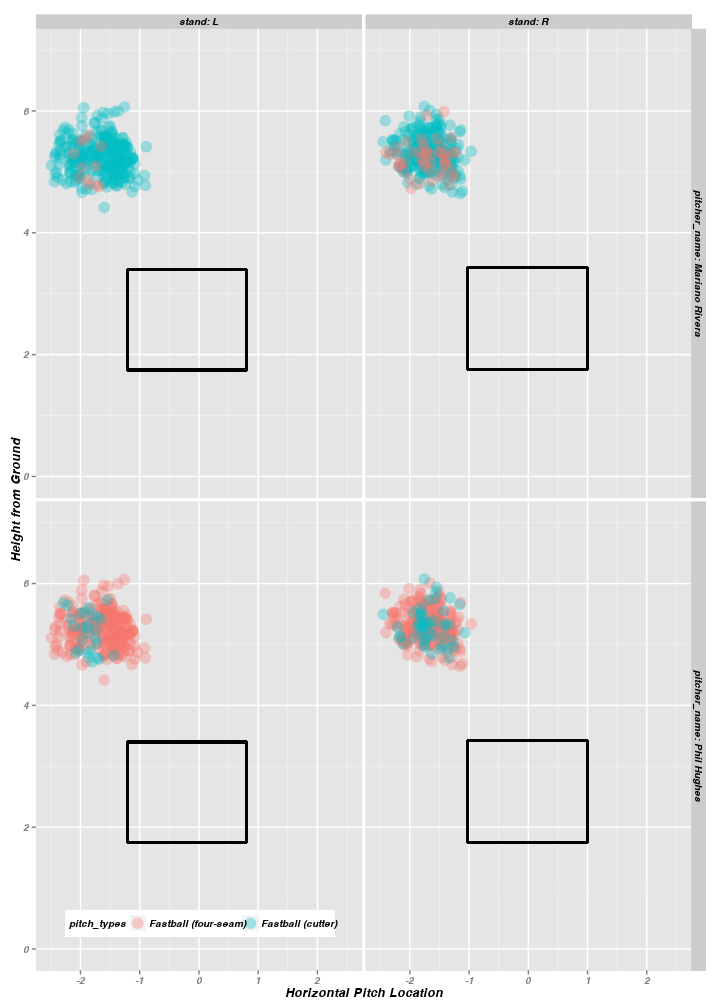 stand: L
stand: R
6
4
2
0
pitcher_name: Mariano Rivera
Height from Ground
6
4
2
0
pitcher_name: Phil Hughes
pitch_types
Fastball (four-seam)
Fastball (cutter)
-2 -1 0 1 2
-2 -1 0 1 2
Horizontal Pitch Location